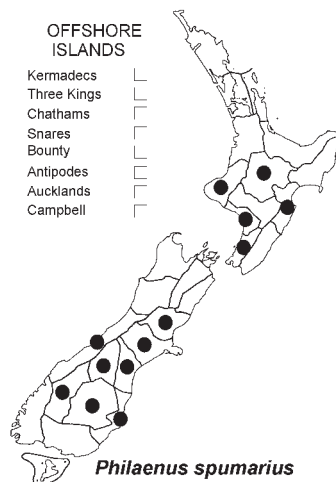 OFFSHORE
ISLANDS
Kermadecs
Three Kings
Chathams
Snares
Bounty
Antipodes
Aucklands
Campbell
Philaenus spumarius